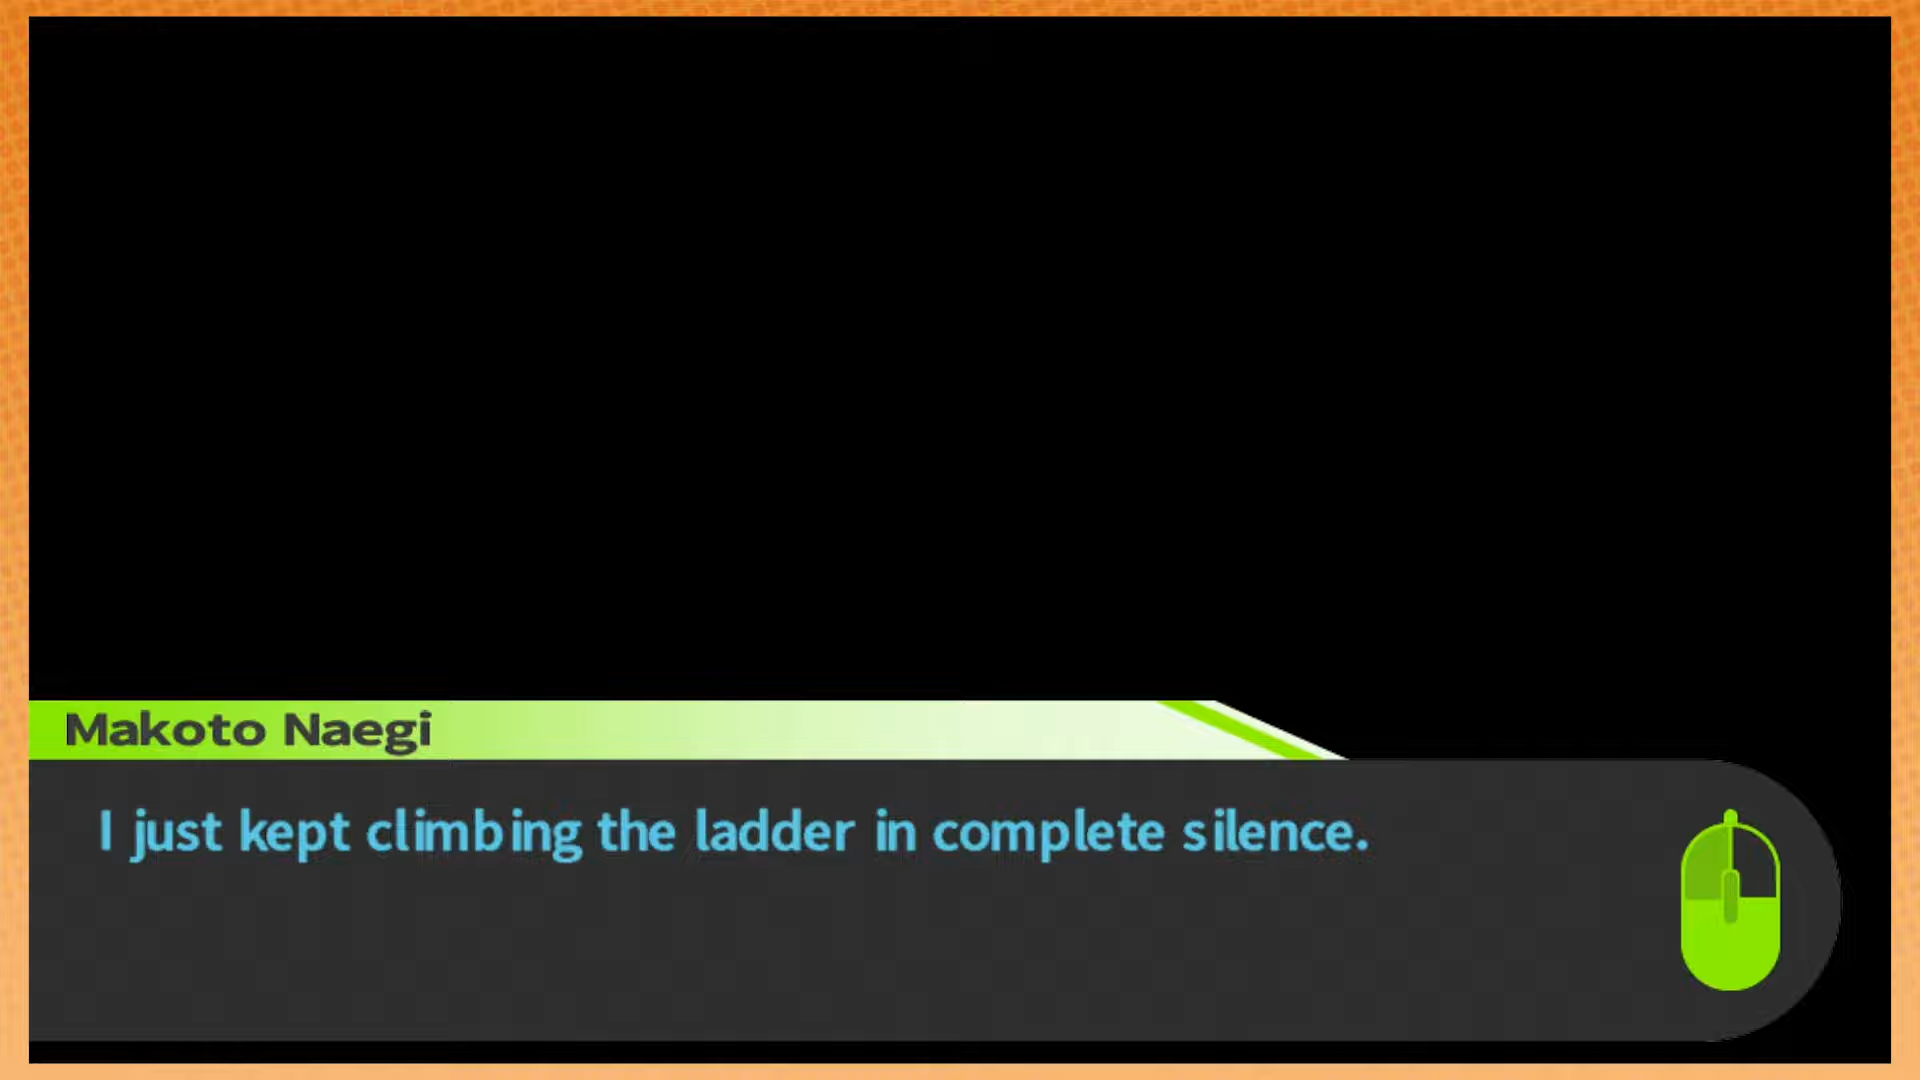 Makoto Naegi
I just kept climbing the ladder in complete silence.